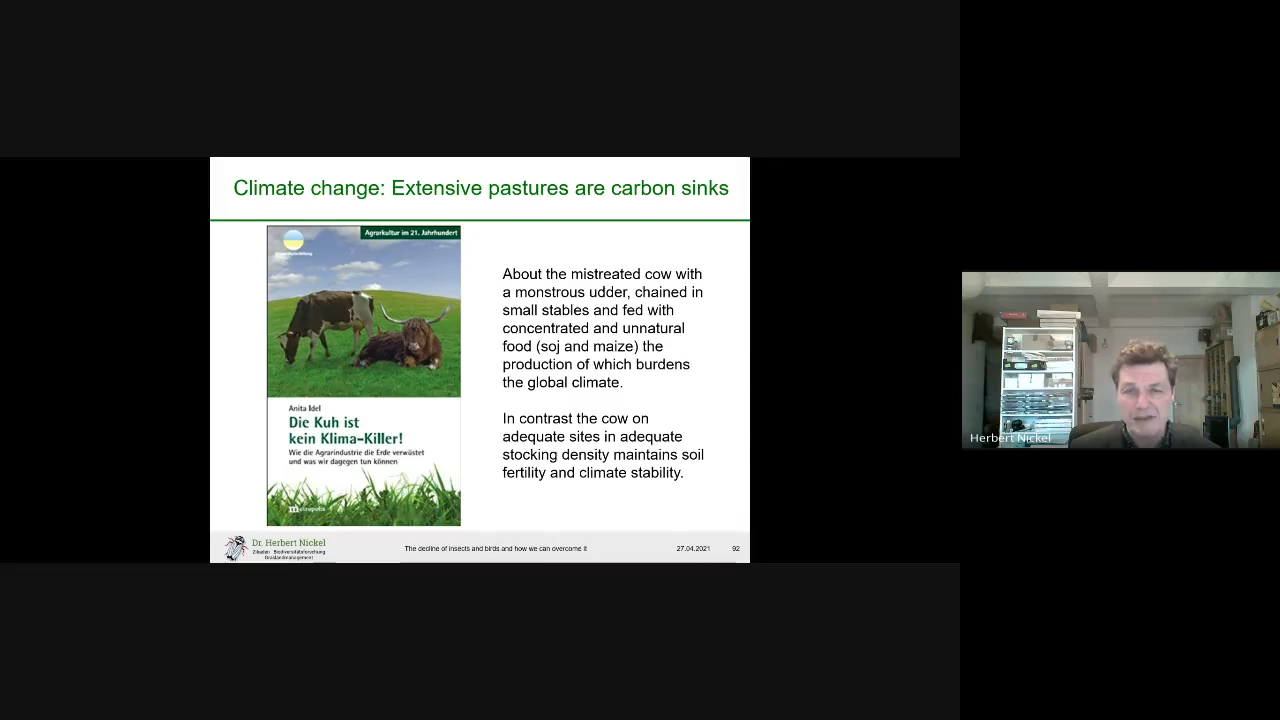 Climate change: Extensive pastures are carbon sinks
Agrarkultur im 21. Jahrhundert
Anita Idel
Die Kuh ist
kein Klima-Killer!
Wie die Agrarindustrie die Erde verwüstet
und was wir dagegen tun können
metropolis
About the mistreated cow with
a monstrous udder, chained in
small stables and fed with
concentrated and unnatural
food (soj and maize) the
production of which burdens
the global climate.
In contrast the cow on
adequate sites in adequate
stocking density maintains soil
fertility and climate stability.
Dr. Herbert Nickel
Zikaden Biodiversitätsforschung
Graslandmanagement
The decline of insects and birds and how we can overcome it
27.04.2021
92
Herbert Nickel